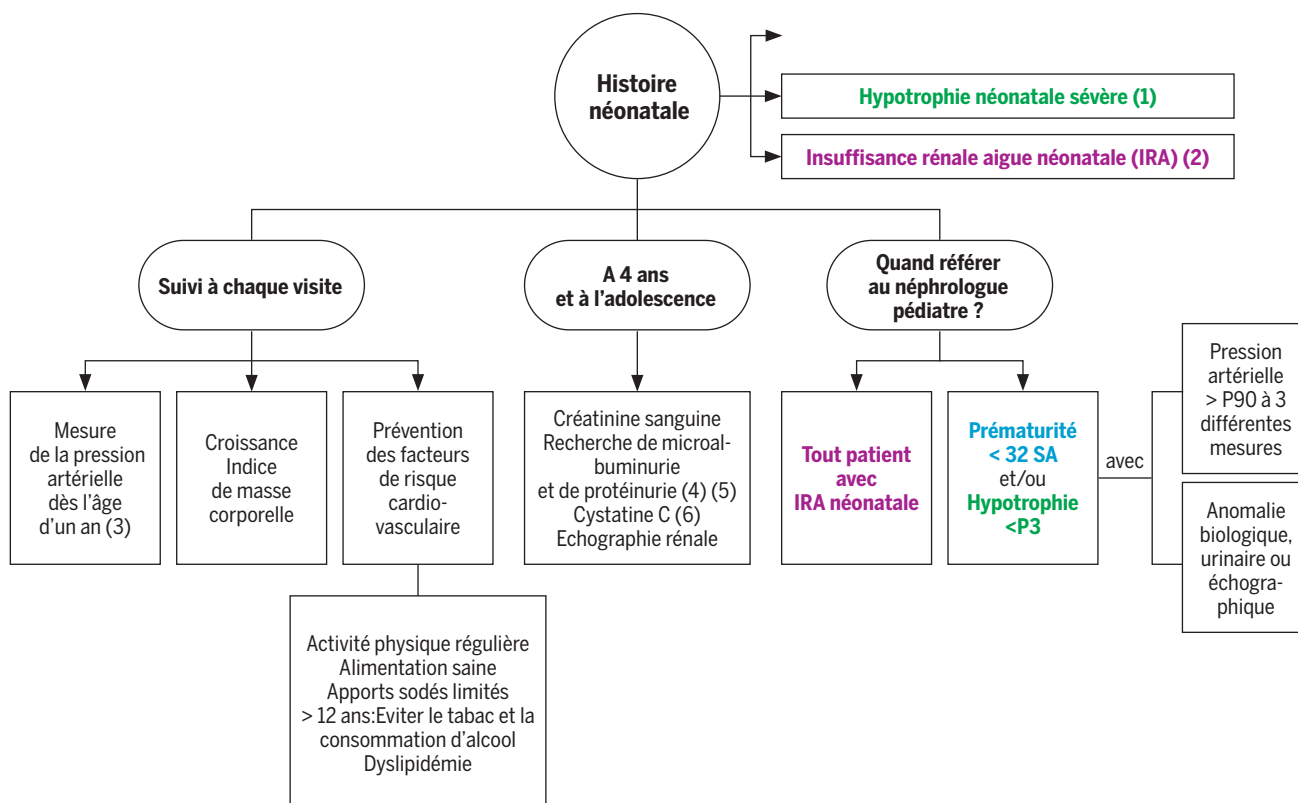 Histoire
néonatale
Hypotrophie néonatale sévère (1)
Insuffisance rénale aigue néonatale (IRA) (2)
Suivi à chaque visite
A 4 ans
et à l’adolescence
Quand référer
au néphrologue
pédiatre ?
Mesure
de la pression
artérielle
dès l’âge
d’un an (3)
Croissance
Indice
de masse
corporelle
Prévention
des facteurs
de risque
cardio-
vasculaire
Créatinine sanguine
Recherche de microal-
buminurie
et de protéinurie (4) (5)
Cystatine C (6)
Echographie rénale
Tout patient
avec
IRA néonatale
Prématurité
< 32 SA
et/ou
Hypotrophie
<P3
avec
Pression
artérielle
> P90 à 3
différentes
mesures
Anomalie
biologique,
urinaire ou
échogra-
phique
Activité physique régulière
Alimentation saine
Apports sodés limités
> 12 ans:Eviter le tabac et la
consommation d’alcool
Dyslipidémie